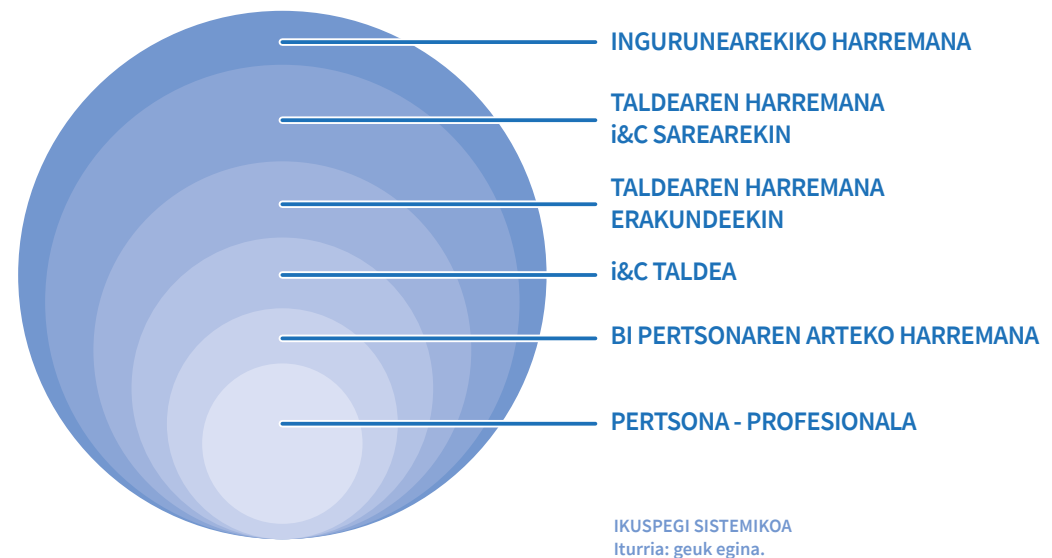 INGURUNEAREKIKO HARREMANA
TALDEAREN HARREMANA
i&C SAREAREKIN
TALDEAREN HARREMANA
ERAKUNDEEKIN
i&C TALDEA
BI PERTSONAREN ARTEKO HARREMANA
PERTSONA - PROFESIONALA
IKUSPEGI SISTEMIKOA
Iturria: geuk egina.